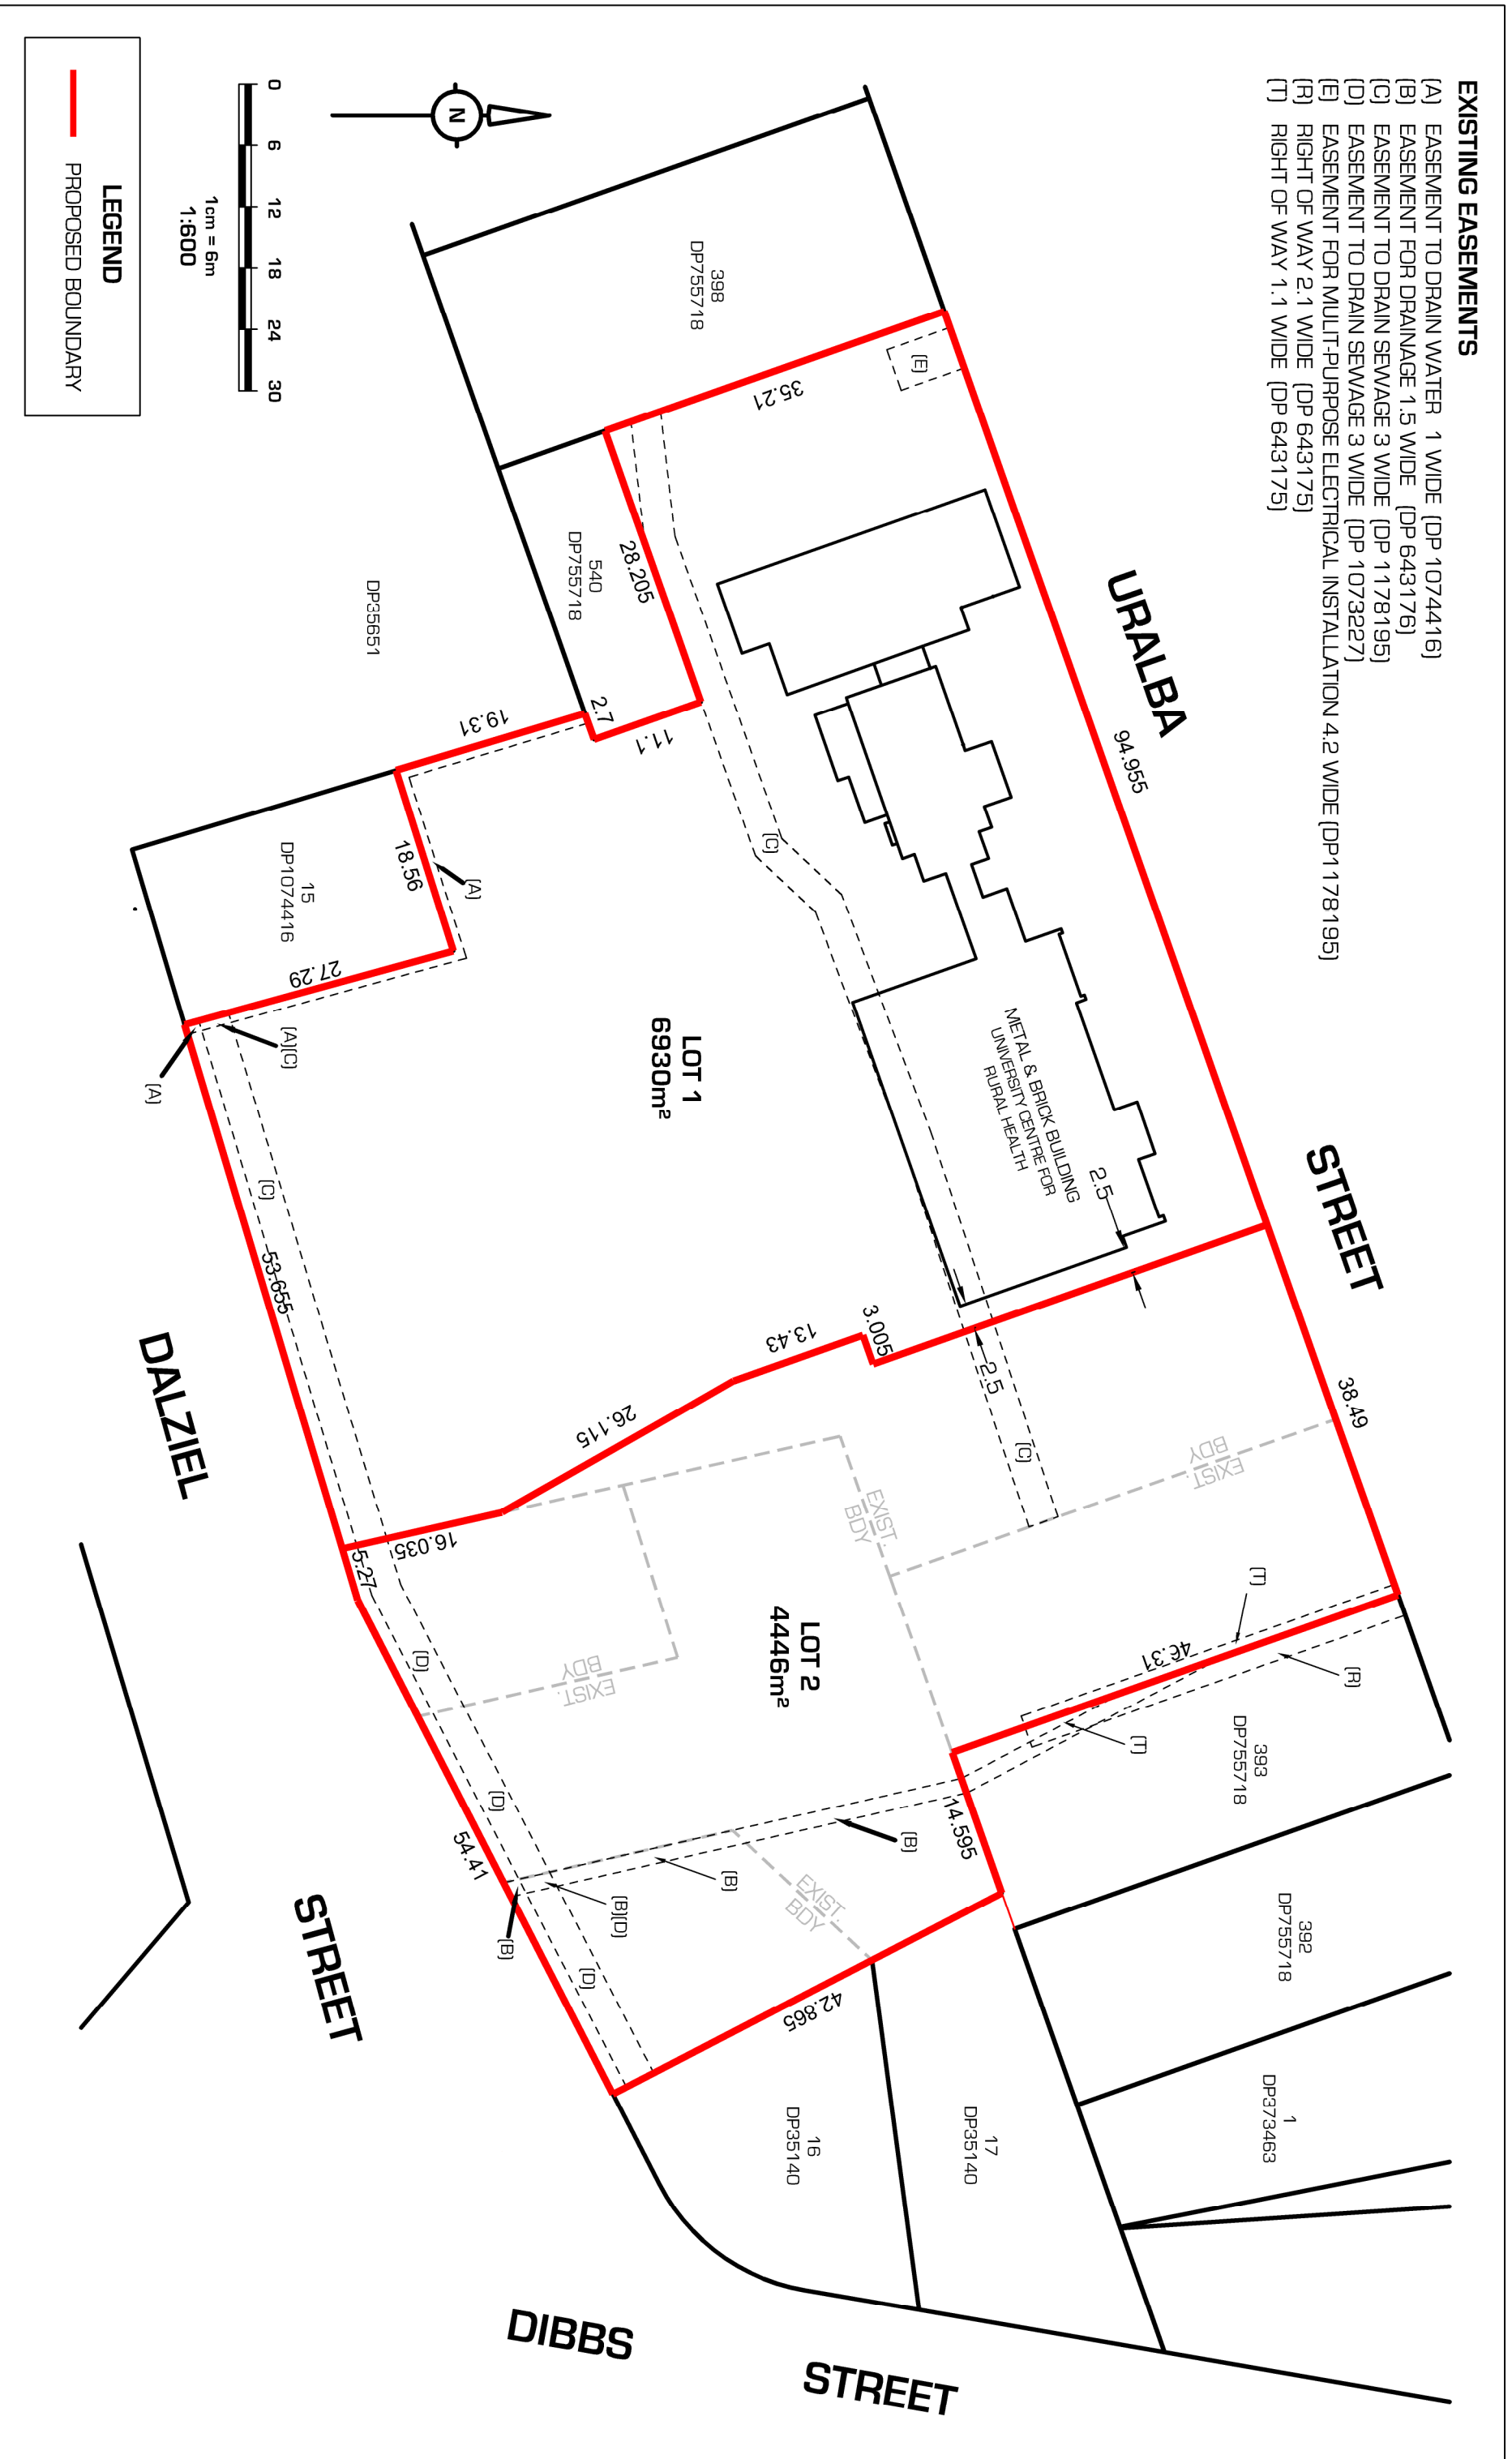 EXISTING EASEMENTS
(A) EASEMENT TO DRAIN WATER 1 WIDE (DP 1074416)
(B) EASEMENT FOR DRAINAGE 1.5 WIDE (DP 643176)
(C) EASEMENT TO DRAIN SEWAGE 3 WIDE (DP 1178195)
(D) EASEMENT TO DRAIN SEWAGE 3 WIDE (DP 1073227)
(E) EASEMENT FOR MULIT-PURPOSE ELECTRICAL INSTALLATION 4.2 WIDE (DP1178195)
(R) RIGHT OF WAY 2.1 WIDE (DP 643175)
(T) RIGHT OF WAY 1.1 WIDE (DP 643175)
URALBA
STREET
94.955
38.49
398
DP755718
(E)
35.21
28.205
540
DP755718
DP35651
2.7
11.1
19.31
18.56
(A)
15
DP1074416
27.29
(A)(C)
(A)
(C)
LOT 1
6930m²
METAL & BRICK BUILDING
UNIVERSITY CENTRE FOR
RURAL HEALTH
2.5
2.5
3.005
13.43
26.115
16.035
(C)
EXIST.
BDY
EXIST.
BDY
(C)
53.655
5.27
DALZIEL
STREET
LOT 2
4446m²
EXIST.
BDY
(T)
46.31
(R)
(T)
393
DP755718
14.595
(B)
(B)
EXIST.
BDY
(B)(D)
(B)
(D)
(D)
(D)
54.41
42.865
392
DP755718
1
DP373463
17
DP35140
16
DP35140
DIBBS
STREET
N
0 6 12 18 24 30
1cm = 6m
1:600
LEGEND
PROPOSED BOUNDARY